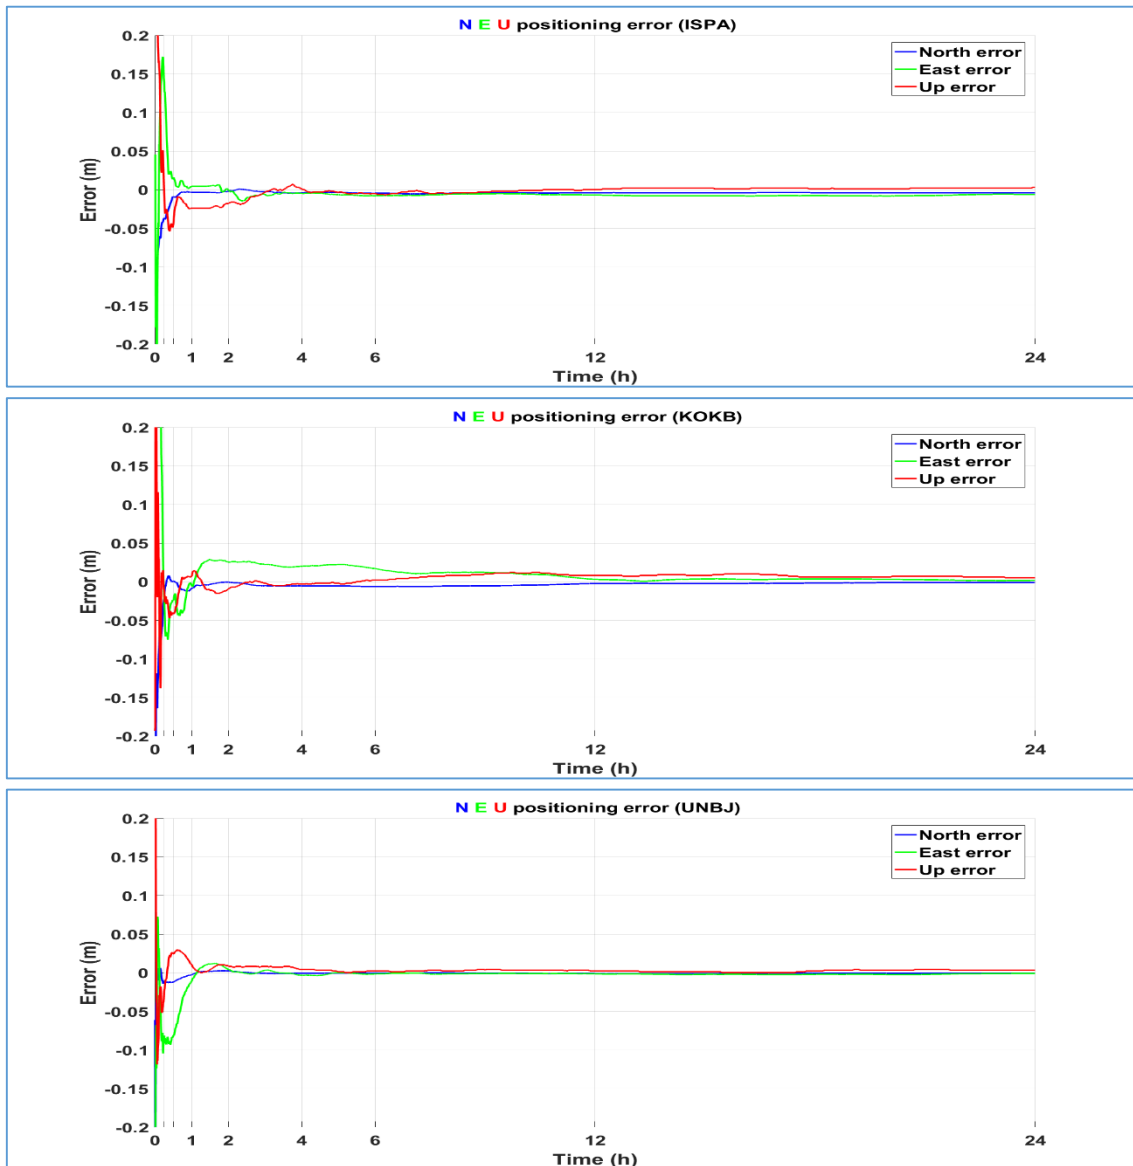 N E U positioning error (ISPA)
0.2
0.15
0.1
0.05
0
-0.05
-0.1
-0.15
-0.2
Error (m)
North error
East error
Up error
0 1 2 4 6 12 24
Time (h)
N E U positioning error (KOKB)
0.2
0.15
0.1
0.05
0
-0.05
-0.1
-0.15
-0.2
Error (m)
North error
East error
Up error
0 1 2 4 6 12 24
Time (h)
N E U positioning error (UNBJ)
0.2
0.15
0.1
0.05
0
-0.05
-0.1
-0.15
-0.2
Error (m)
North error
East error
Up error
0 1 2 4 6 12 24
Time (h)